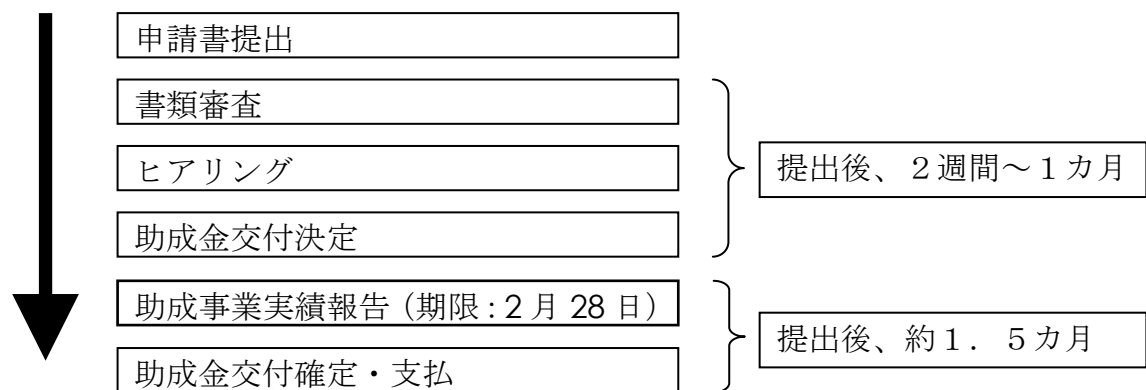 申請書提出
書類審査
ヒアリング
助成金交付決定
提出後、２週間～１カ月
助成事業実績報告（期限：2月28日）
助成金交付確定・支払
提出後、約１．５カ月